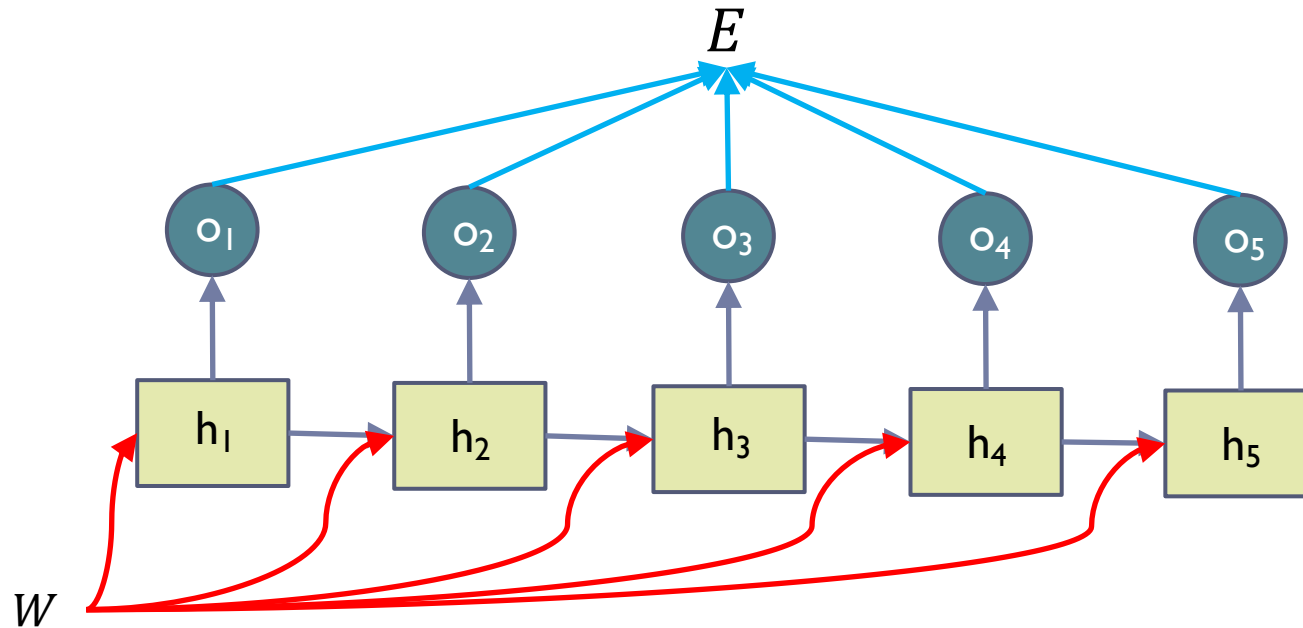 E
o₁ o₂ o₃ o₄ o₅
h₁ h₂ h₃ h₄ h₅
W